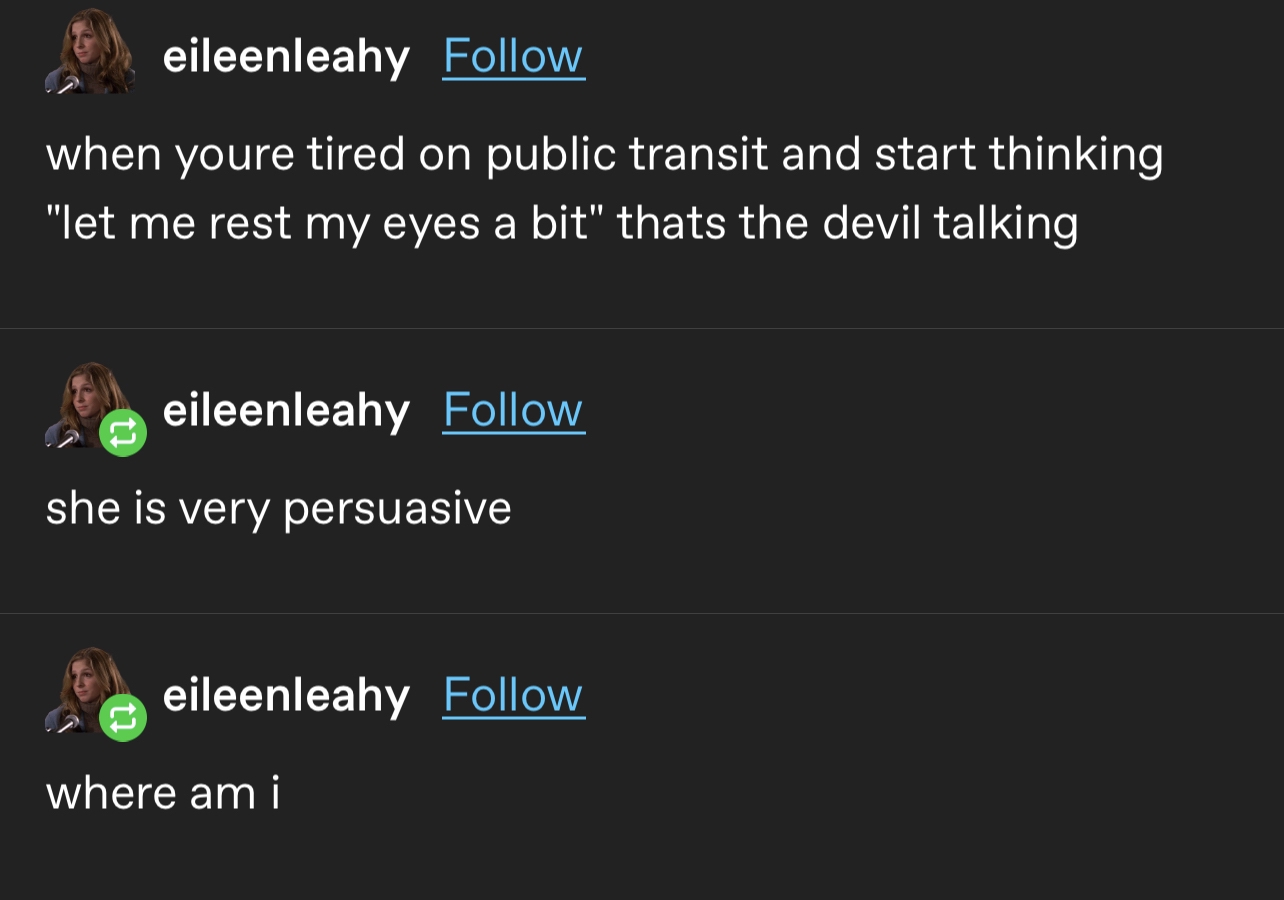 eileenleahy Follow
when youre tired on public transit and start thinking
"let me rest my eyes a bit" thats the devil talking
eileenleahy Follow
she is very persuasive
eileenleahy Follow
where am i